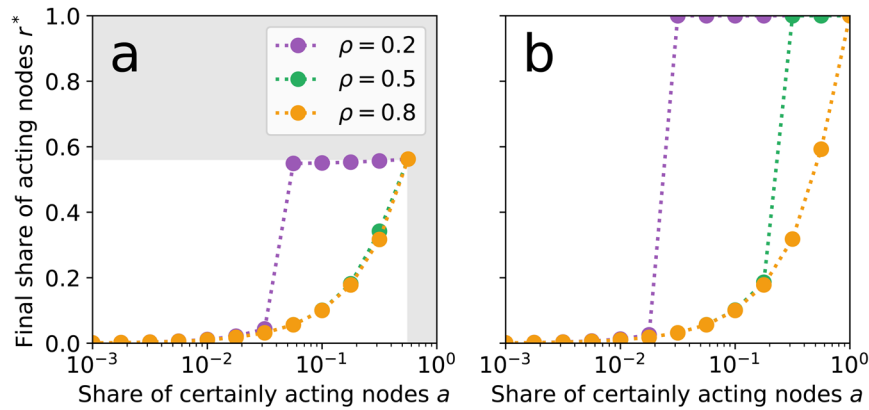 a
b
ρ = 0.2
ρ = 0.5
ρ = 0.8
Final share of acting nodes r*
1.0
0.8
0.6
0.4
0.2
0.0
10⁻³
10⁻²
10⁻¹
10⁰
10⁻³
10⁻²
10⁻¹
10⁰
Share of certainly acting nodes a
Share of certainly acting nodes a